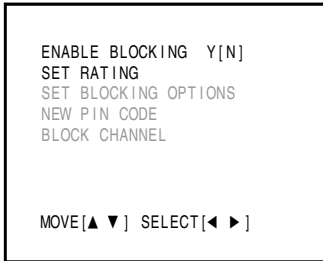 ENABLE BLOCKING Y[N]
SET RATING
SET BLOCKING OPTIONS
NEW PIN CODE
BLOCK CHANNEL
MOVE[▲ ▼] SELECT[◀ ▶]